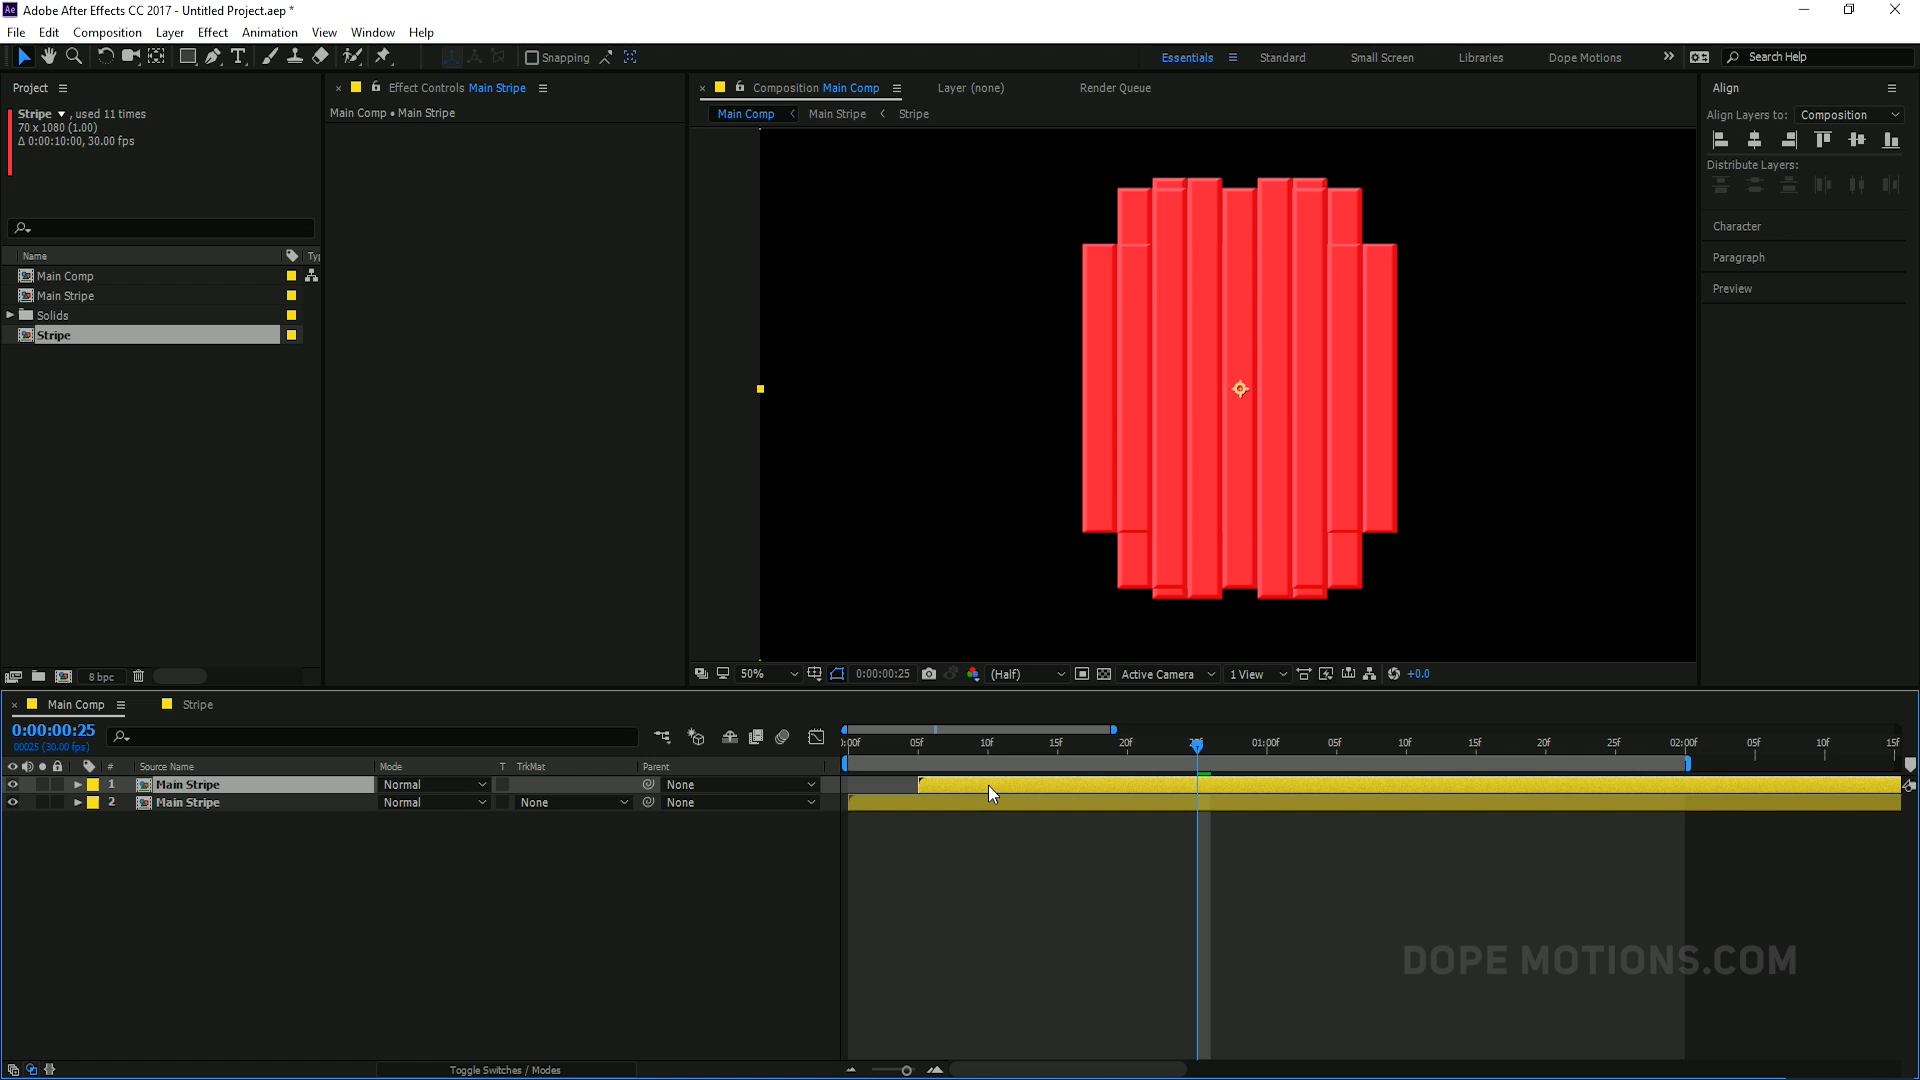 Adobe After Effects CC 2017 - Untitled Project.aep *
File Edit Composition Layer Effect Animation View Window Help
Snapping
Essentials Standard Small Screen Libraries Dope Motions Search Help
Project
Effect Controls Main Stripe
Composition Main Comp
Layer (none)
Render Queue
Align
Stripe , used 11 times
70 x 1080 (1.00)
Δ 0:00:10:00, 30.00 fps
Main Comp • Main Stripe
Main Comp Main Stripe Stripe
Align Layers to: Composition
Distribute Layers:
Character
Paragraph
Preview
Name Typ
Main Comp
Main Stripe
Solids
Stripe
8 bpc
50% 0:00:00:25 (Half) Active Camera 1 View +0.0
Main Comp Stripe
0:00:00:25
00025 (30.00 fps)
):00f 05f 10f 15f 20f 25f 01:00f 05f 10f 15f 20f 25f 02:00f 05f 10f 15f
# Source Name Mode T TrkMat Parent
1 Main Stripe Normal None
2 Main Stripe Normal None None
DOPE MOTIONS.COM
Toggle Switches / Modes